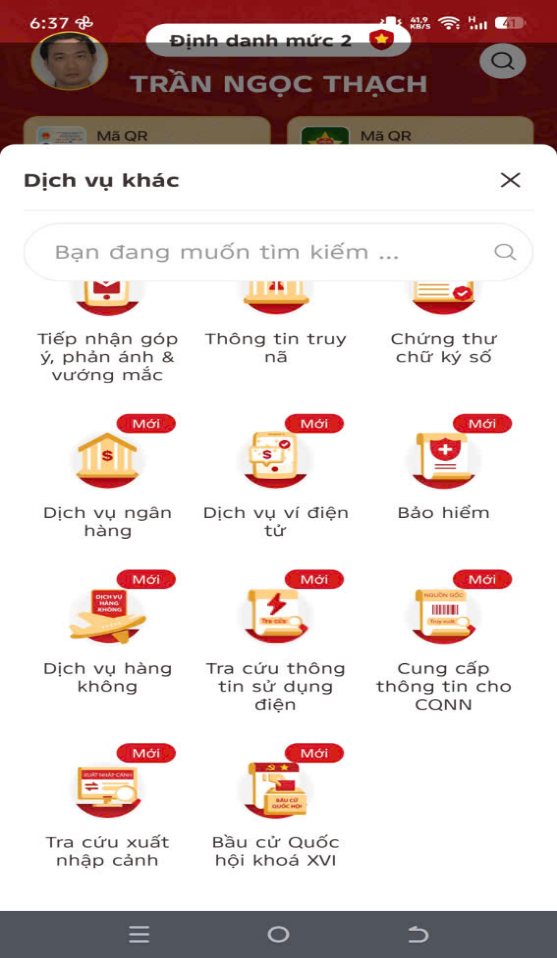 6:37
41.9
KB/S
H
41
Định danh mức 2
TRẦN NGỌC THẠCH
Mã QR
Mã QR
Dịch vụ khác
Bạn đang muốn tìm kiếm ...
Tiếp nhận góp
ý, phản ánh &
vướng mắc
Thông tin truy
nã
Chứng thư
chữ ký số
Mới
Mới
Mới
$
$
Dịch vụ ngân
hàng
Dịch vụ ví điện
tử
Bảo hiểm
Mới
Mới
Mới
DỊCH VỤ
HÀNG
KHÔNG
Tra cứu
NGUỒN GỐC
Truy xuất
Dịch vụ hàng
không
Tra cứu thông
tin sử dụng
điện
Cung cấp
thông tin cho
CQNN
Mới
Mới
XUẤT NHẬP CẢNH
BẦU CỬ
QUỐC HỘI
Tra cứu xuất
nhập cảnh
Bầu cử Quốc
hội khoá XVI